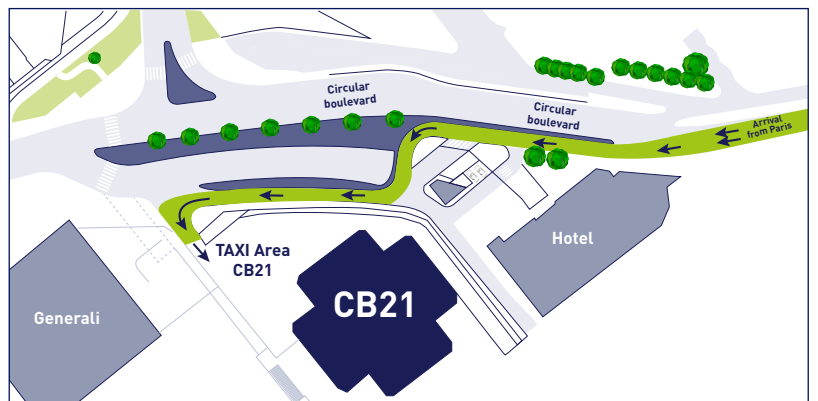 Circular
boulevard
Circular
boulevard
Arrival
from Paris
Hotel
TAXI Area
CB21
CB21
Generali